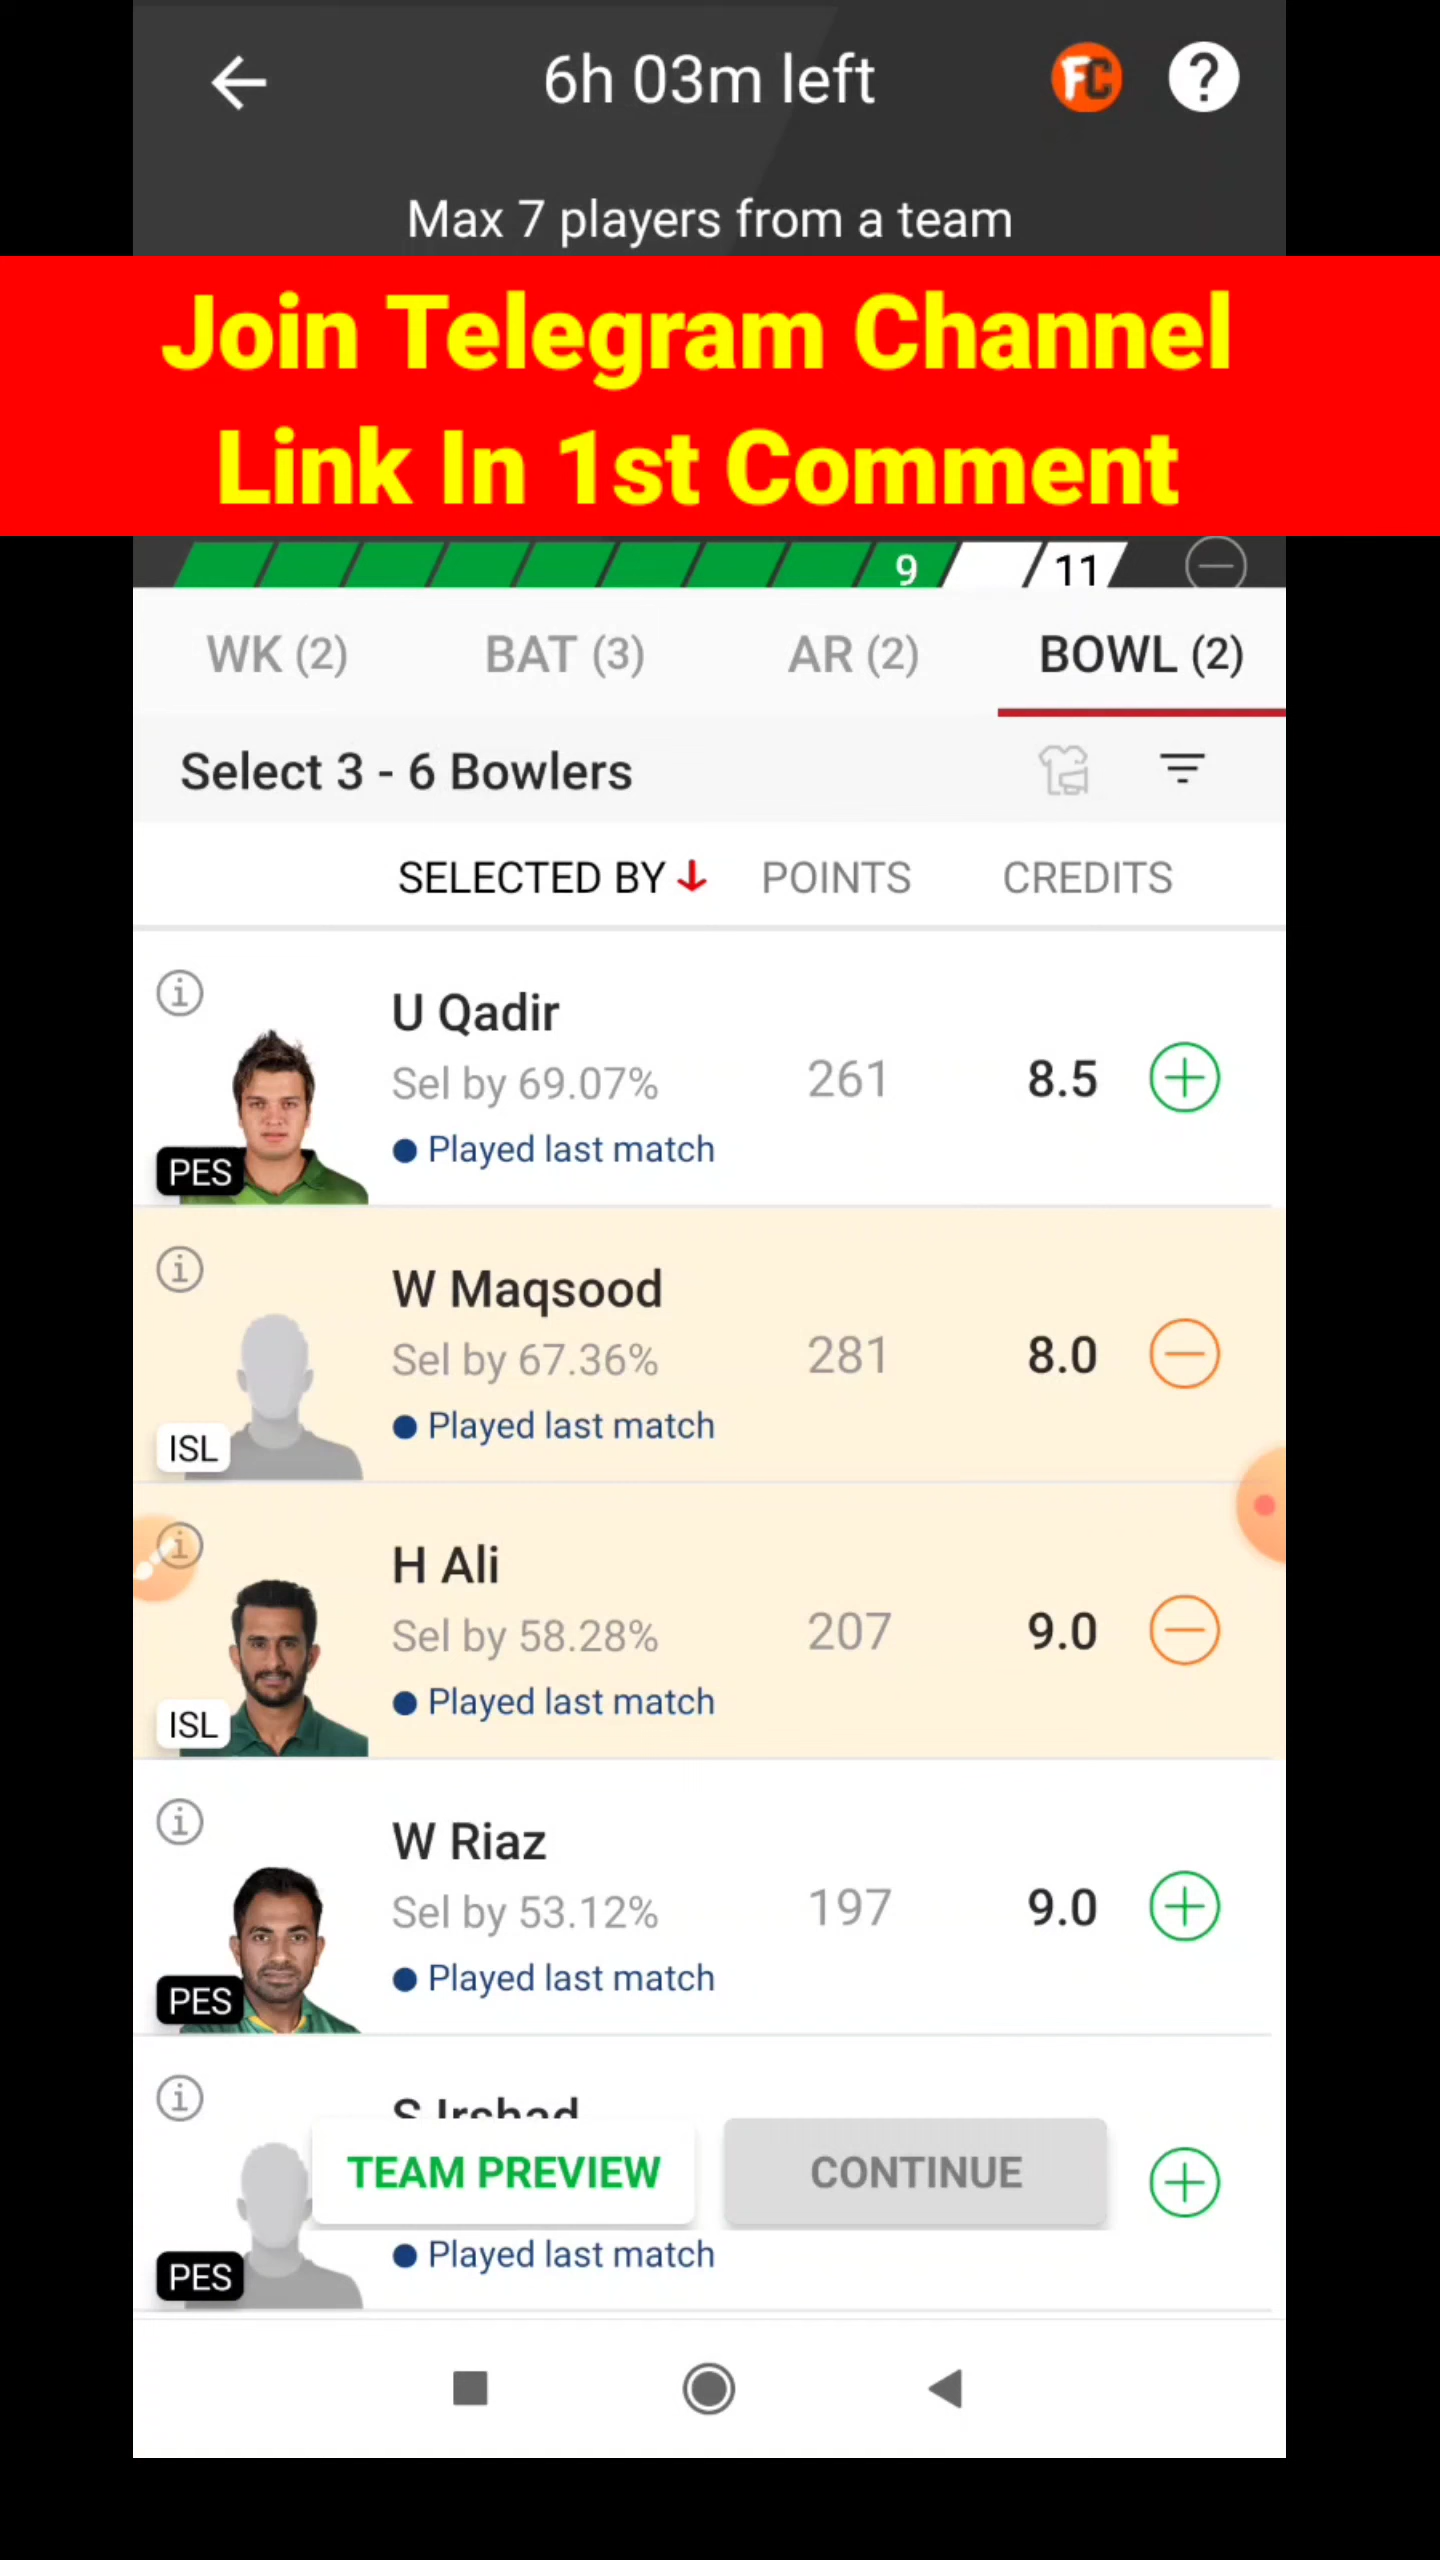 6h 03m left
FC
?
Max 7 players from a team
Join Telegram Channel
Link In 1st Comment
9
11
WK (2)
BAT (3)
AR (2)
BOWL (2)
Select 3 - 6 Bowlers
SELECTED BY
POINTS
CREDITS
U Qadir
Sel by 69.07%
261
8.5
Played last match
PES
W Maqsood
Sel by 67.36%
281
8.0
Played last match
ISL
H Ali
Sel by 58.28%
207
9.0
Played last match
ISL
W Riaz
Sel by 53.12%
197
9.0
Played last match
PES
S Irshad
TEAM PREVIEW
CONTINUE
Played last match
PES